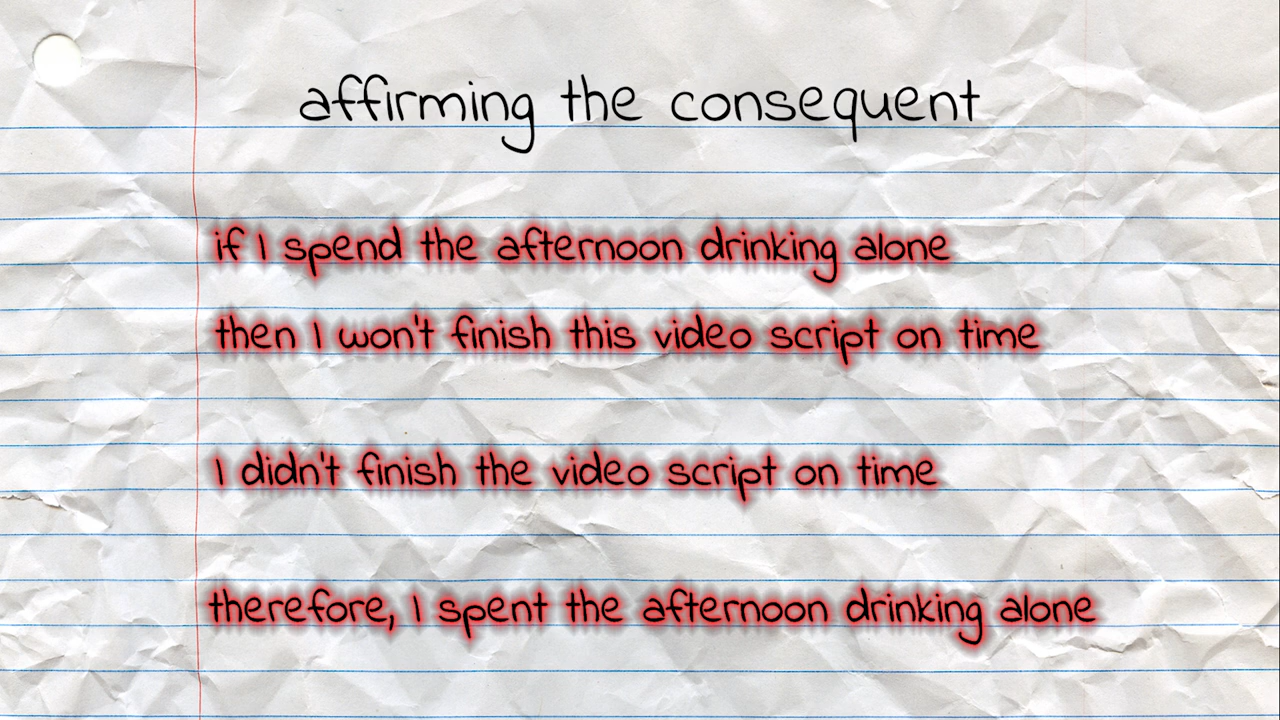 affirming the consequent
if I spend the afternoon drinking alone
then I won't finish this video script on time
I didn't finish the video script on time
therefore, I spent the afternoon drinking alone